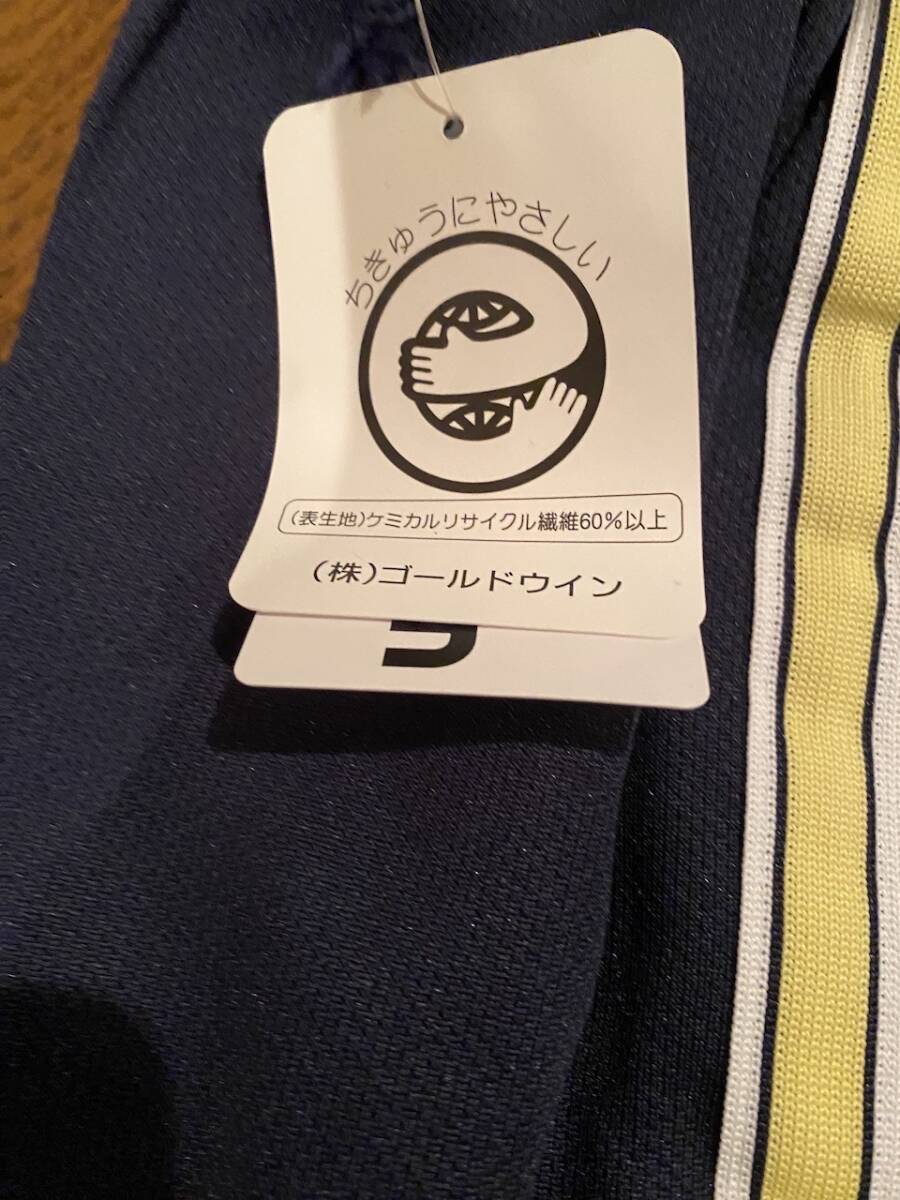 ちきゅうにやさしい
(表生地)ケミカルリサイクル繊維60%以上
(株)ゴールドウイン